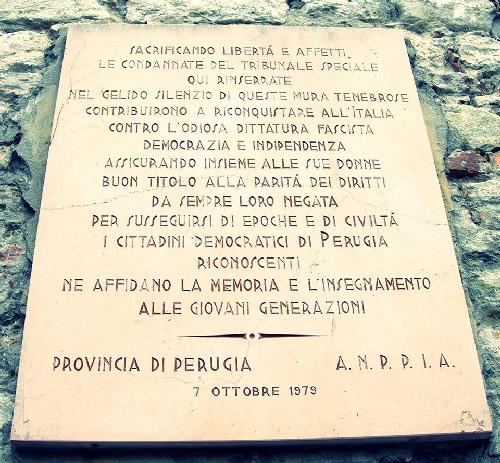 SACRIFICANDO LIBERTÁ E AFFETTI
LE CONDANNATE DEL TRIBUNALE SPECIALE
QUI RINSERRATE
NEL GELIDO SILENZIO DI QUESTE MURA TENEBROSE
CONTRIBUIRONO A RICONQUISTARE ALL'ITALIA
CONTRO L'ODIOSA DITTATURA FASCISTA
DEMOCRAZIA E INDIPENDENZA
ASSICURANDO INSIEME ALLE SUE DONNE
BUON TITOLO ALLA PARITÁ DEI DIRITTI
DA SEMPRE LORO NEGATA
PER SUSSEGUIRSI DI EPOCHE E DI CIVILTÁ
I CITTADINI DEMOCRATICI DI PERUGIA
RICONOSCENTI
NE AFFIDANO LA MEMORIA E L'INSEGNAMENTO
ALLE GIOVANI GENERAZIONI
PROVINCIA DI PERUGIA A. N. P. P. I. A.
7 OTTOBRE 1979